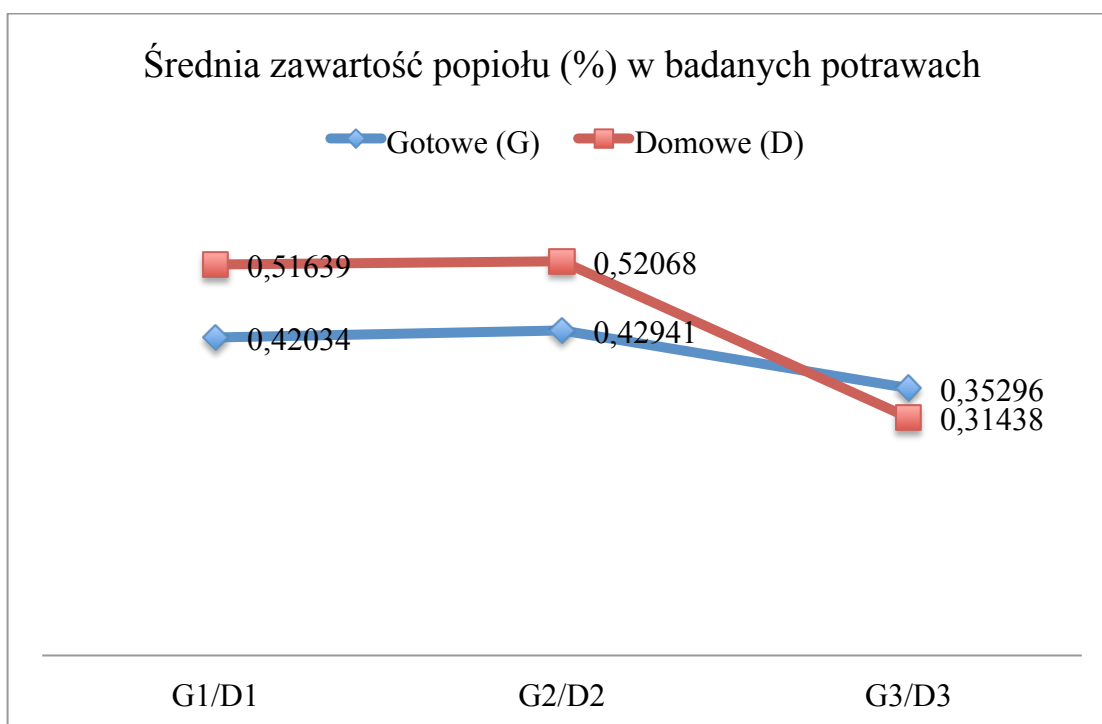 Średnia zawartość popiołu (%) w badanych potrawach
Gotowe (G) Domowe (D)
0,51639 0,52068
0,42034 0,42941
0,35296
0,31438
G1/D1 G2/D2 G3/D3